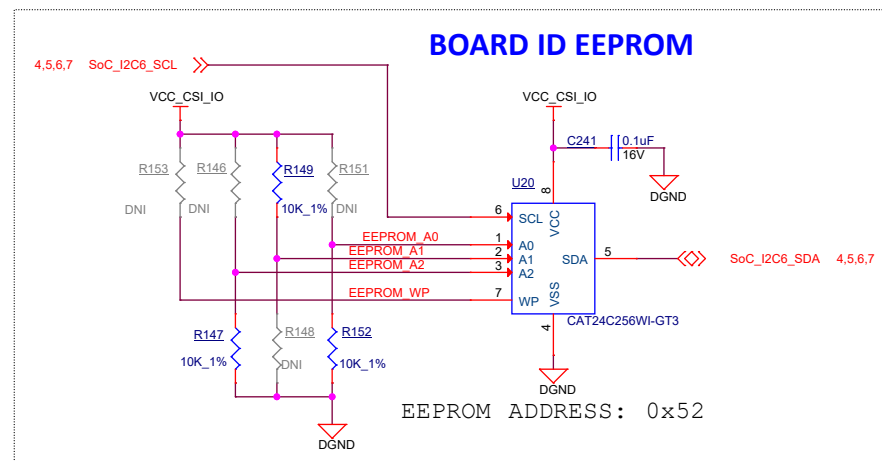 BOARD ID EEPROM
4,5,6,7 SoC_I2C6_SCL
VCC_CSI_IO
VCC_CSI_IO
C241 0.1uF
16V
DGND
R153 R146 R149 R151
DNI DNI 10K_1% DNI
U20
8
6 SCL VCC
EEPROM_A0 1 A0
EEPROM_A1 2 A1
EEPROM_A2 3 A2
SDA 5 SoC_I2C6_SDA 4,5,6,7
EEPROM_WP 7 WP VSS
4
CAT24C256WI-GT3
R147 R148 R152
10K_1% DNI 10K_1%
DGND
DGND
EEPROM ADDRESS: 0x52